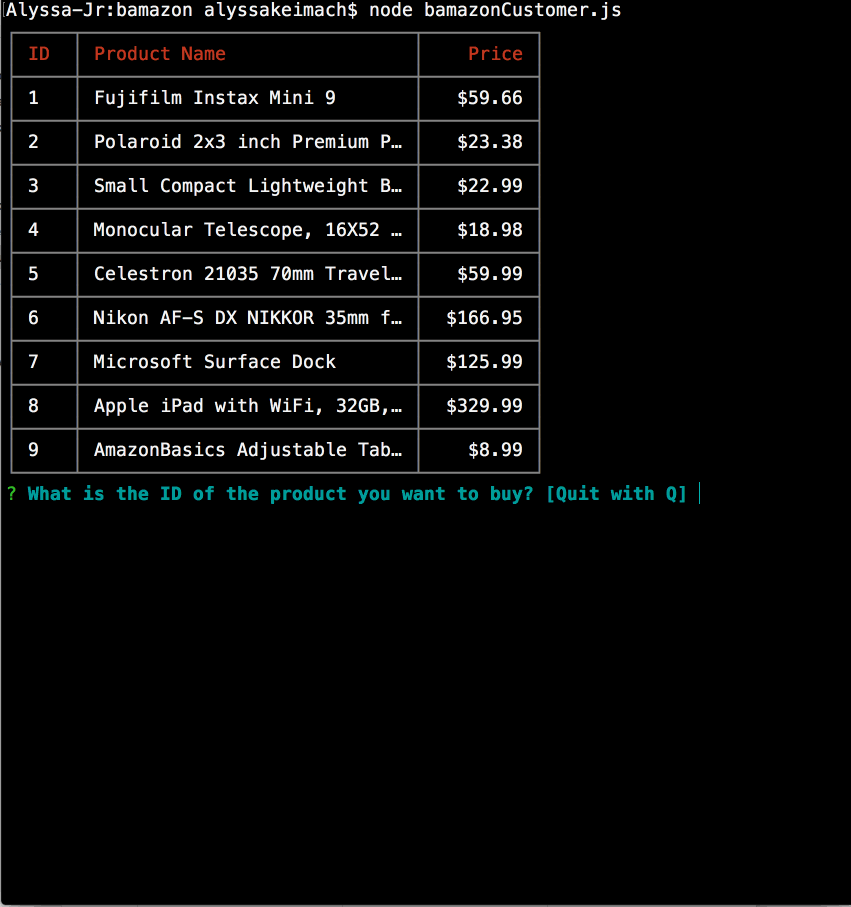 Alyssa-Jr:bamazon alyssakeimach$ node bamazonCustomer.js
ID Product Name Price
1 Fujifilm Instax Mini 9 $59.66
2 Polaroid 2x3 inch Premium P… $23.38
3 Small Compact Lightweight B… $22.99
4 Monocular Telescope, 16X52 … $18.98
5 Celestron 21035 70mm Travel… $59.99
6 Nikon AF-S DX NIKKOR 35mm f… $166.95
7 Microsoft Surface Dock $125.99
8 Apple iPad with WiFi, 32GB,… $329.99
9 AmazonBasics Adjustable Tab… $8.99
? What is the ID of the product you want to buy? [Quit with Q]